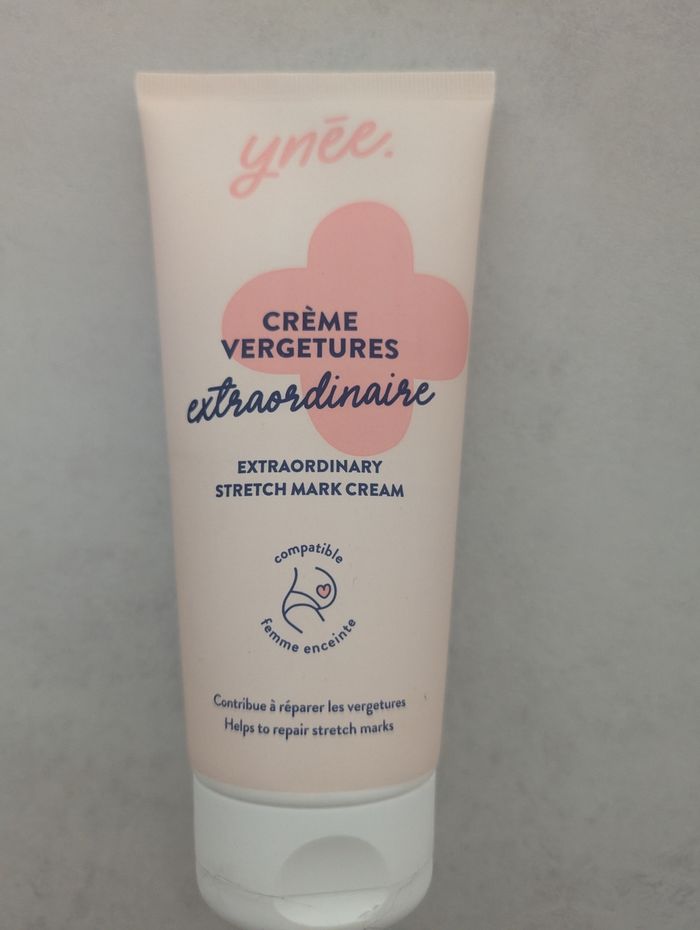 ynēe.
CRÈME
VERGETURES
extraordinaire
EXTRAORDINARY
STRETCH MARK CREAM
compatible
femme enceinte
Contribue à réparer les vergetures
Helps to repair stretch marks